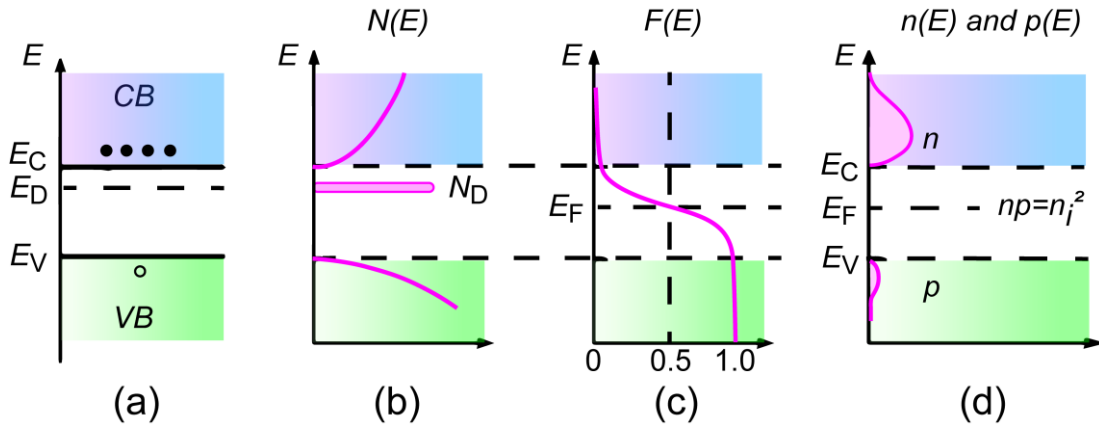 N(E) F(E) n(E) and p(E)
E E E E
CB
E_C n E_C
E_D N_D
E_F E_F np=n_i²
E_V E_V
VB p
0 0.5 1.0
(a) (b) (c) (d)